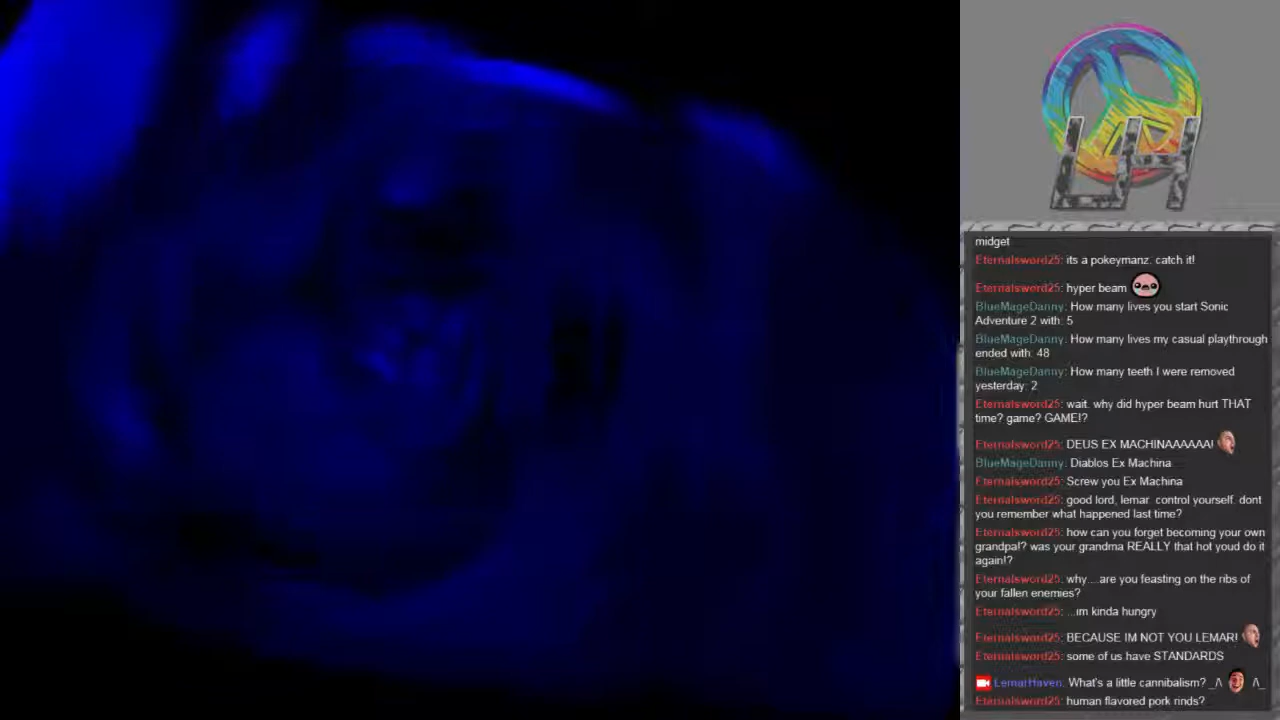 LH
midget
Eternalsword25: its a pokeymanz. catch it!
Eternalsword25: hyper beam
BlueMageDanny: How many lives you start Sonic
Adventure 2 with: 5
BlueMageDanny: How many lives my casual playthrough
ended with: 48
BlueMageDanny: How many teeth I were removed
yesterday: 2
Eternalsword25: wait. why did hyper beam hurt THAT
time? game? GAME!?
Eternalsword25: DEUS EX MACHINAAAAAA!
BlueMageDanny: Diablos Ex Machina
Eternalsword25: Screw you Ex Machina
Eternalsword25: good lord, lemar. control yourself. dont
you remember what happened last time?
Eternalsword25: how can you forget becoming your own
grandpa!? was your grandma REALLY that hot youd do it
again!?
Eternalsword25: why....are you feasting on the ribs of
your fallen enemies?
Eternalsword25: ...im kinda hungry
Eternalsword25: BECAUSE IM NOT YOU LEMAR!
Eternalsword25: some of us have STANDARDS
LemarHaven: What's a little cannibalism? _/\ /\_
Eternalsword25: human flavored pork rinds?